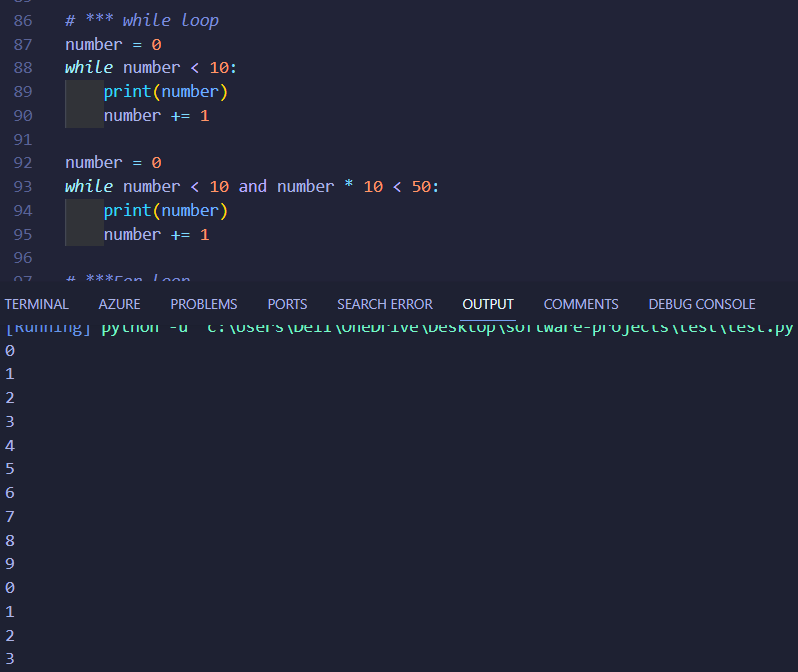 86 # *** while loop
87 number = 0
88 while number < 10:
89 print(number)
90 number += 1
91
92 number = 0
93 while number < 10 and number * 10 < 50:
94 print(number)
95 number += 1
96
97 # ***For loop
TERMINAL AZURE PROBLEMS PORTS SEARCH ERROR OUTPUT COMMENTS DEBUG CONSOLE
[Running] python -u "c:\Users\Dell\OneDrive\Desktop\software-projects\test\test.py
0
1
2
3
4
5
6
7
8
9
0
1
2
3